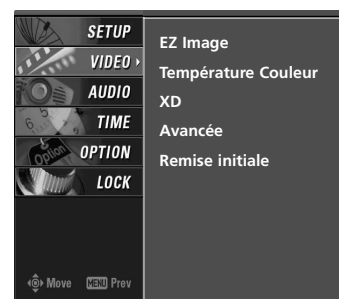 SETUP
VIDEO
AUDIO
TIME
OPTION
LOCK
Move MENU Prev
EZ Image
Température Couleur
XD
Avancée
Remise initiale